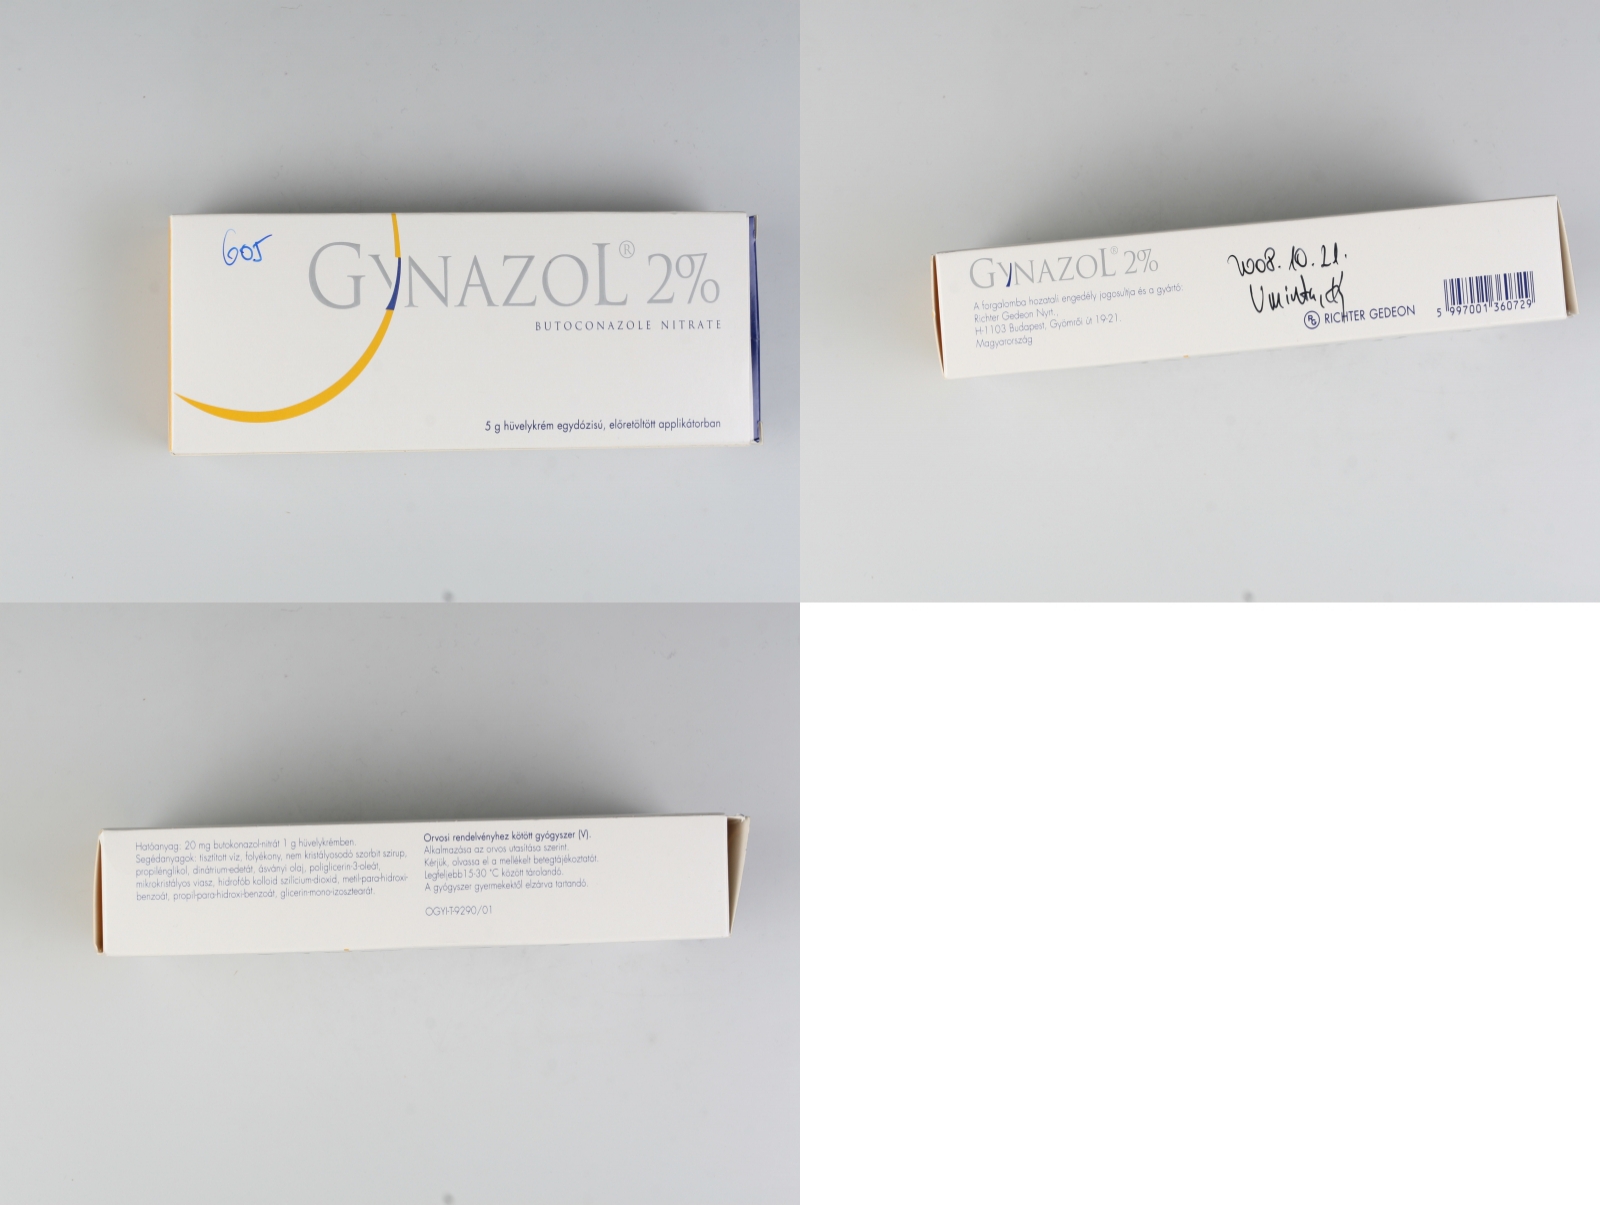 605
GYNAZOL® 2%
BUTOCONAZOLE NITRATE
5 g hüvelykrém egydózisú, előretöltött applikátorban
GYNAZOL® 2%
A forgalomba hozatali engedély jogosultja és a gyártó:
Richter Gedeon Nyrt.,
H-1103 Budapest, Gyömrői út 19-21.
Magyarország
2008. 10. 21.
RG RICHTER GEDEON
5 997001 360729
Hatóanyag: 20 mg butokonazol-nitrát 1 g hüvelykrémben.
Segédanyagok: tisztított víz, folyékony, nem kristályosodó szorbit szirup,
propilénglikol, dinátrium-edetát, ásványi olaj, poliglicerin-3-oleát,
mikrokristályos viasz, hidrofób kolloid szilícium-dioxid, metil-para-hidroxi-
benzoát, propil-para-hidroxi-benzoát, glicerin-mono-izosztearát.
Orvosi rendelvényhez kötött gyógyszer (V).
Alkalmazása az orvos utasítása szerint.
Kérjük, olvassa el a mellékelt betegtájékoztatót.
Legfeljebb 15-30 °C között tárolandó.
A gyógyszer gyermekektől elzárva tartandó.
OGYI-T-9290/01